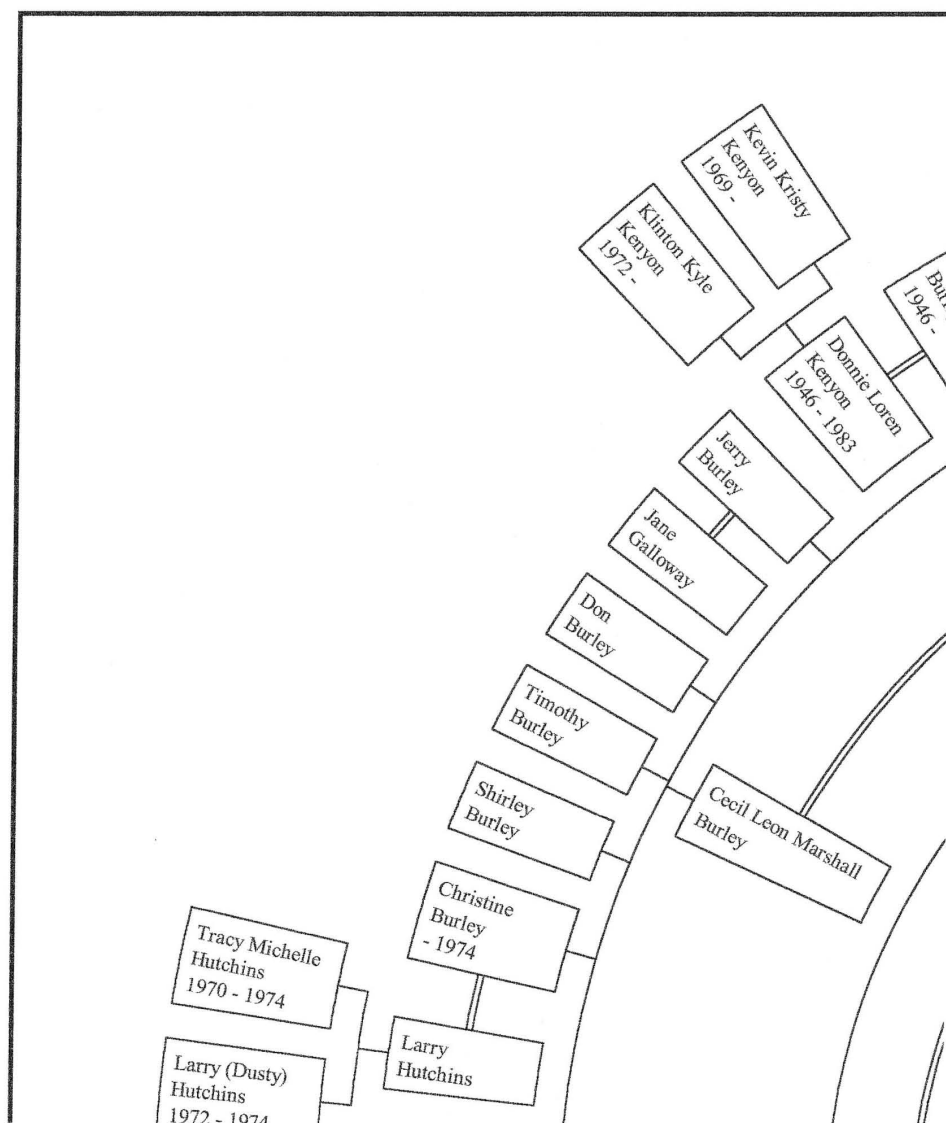 Kevin Kristy
Kenyon
1969 -
Klinton Kyle
Kenyon
1972 -
1946 -
Donnie Loren
Kenyon
1946 - 1983
Jerry
Burley
Jane
Galloway
Don
Burley
Timothy
Burley
Cecil Leon Marshall
Burley
Shirley
Burley
Christine
Burley
- 1974
Tracy Michelle
Hutchins
1970 - 1974
Larry
Hutchins
Larry (Dusty)
Hutchins
1972 - 1974